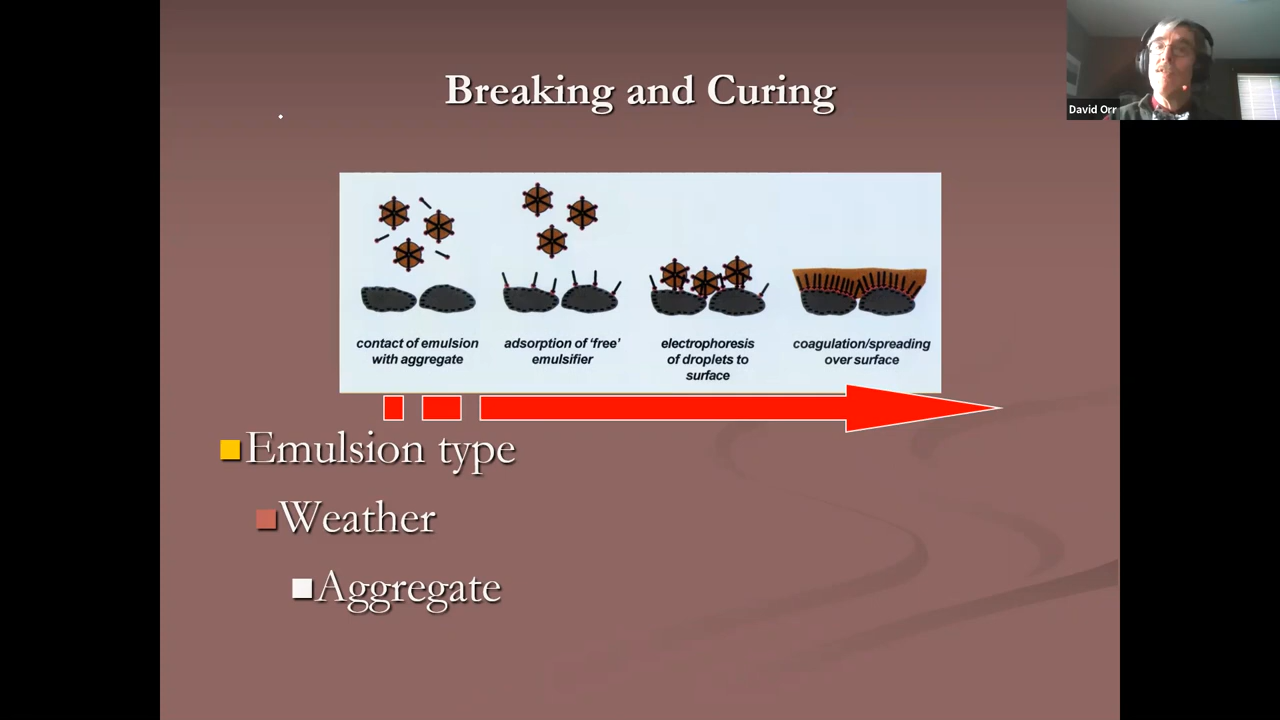 Breaking and Curing
David Orr
contact of emulsion
with aggregate
adsorption of ‘free’
emulsifier
electrophoresis
of droplets to
surface
coagulation/spreading
over surface
Emulsion type
Weather
Aggregate